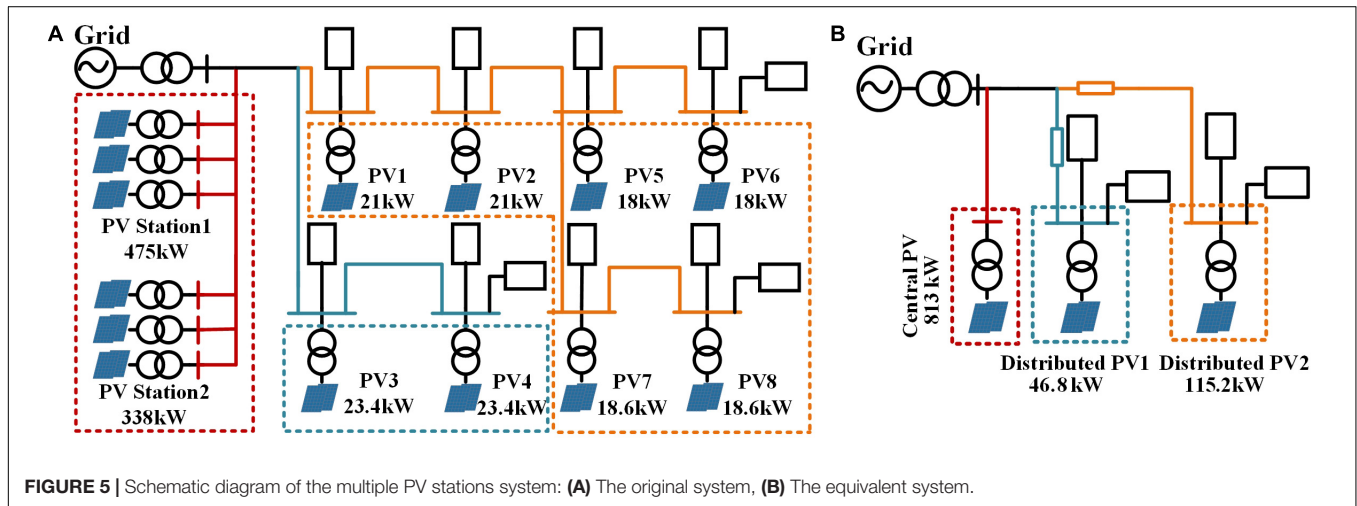 A
Grid
PV Station1
475kW
PV Station2
338kW
PV1
21kW
PV2
21kW
PV5
18kW
PV6
18kW
PV3
23.4kW
PV4
23.4kW
PV7
18.6kW
PV8
18.6kW
B
Grid
Central PV
813 kW
Distributed PV1
46.8 kW
Distributed PV2
115.2kW
FIGURE 5 | Schematic diagram of the multiple PV stations system: (A) The original system, (B) The equivalent system.